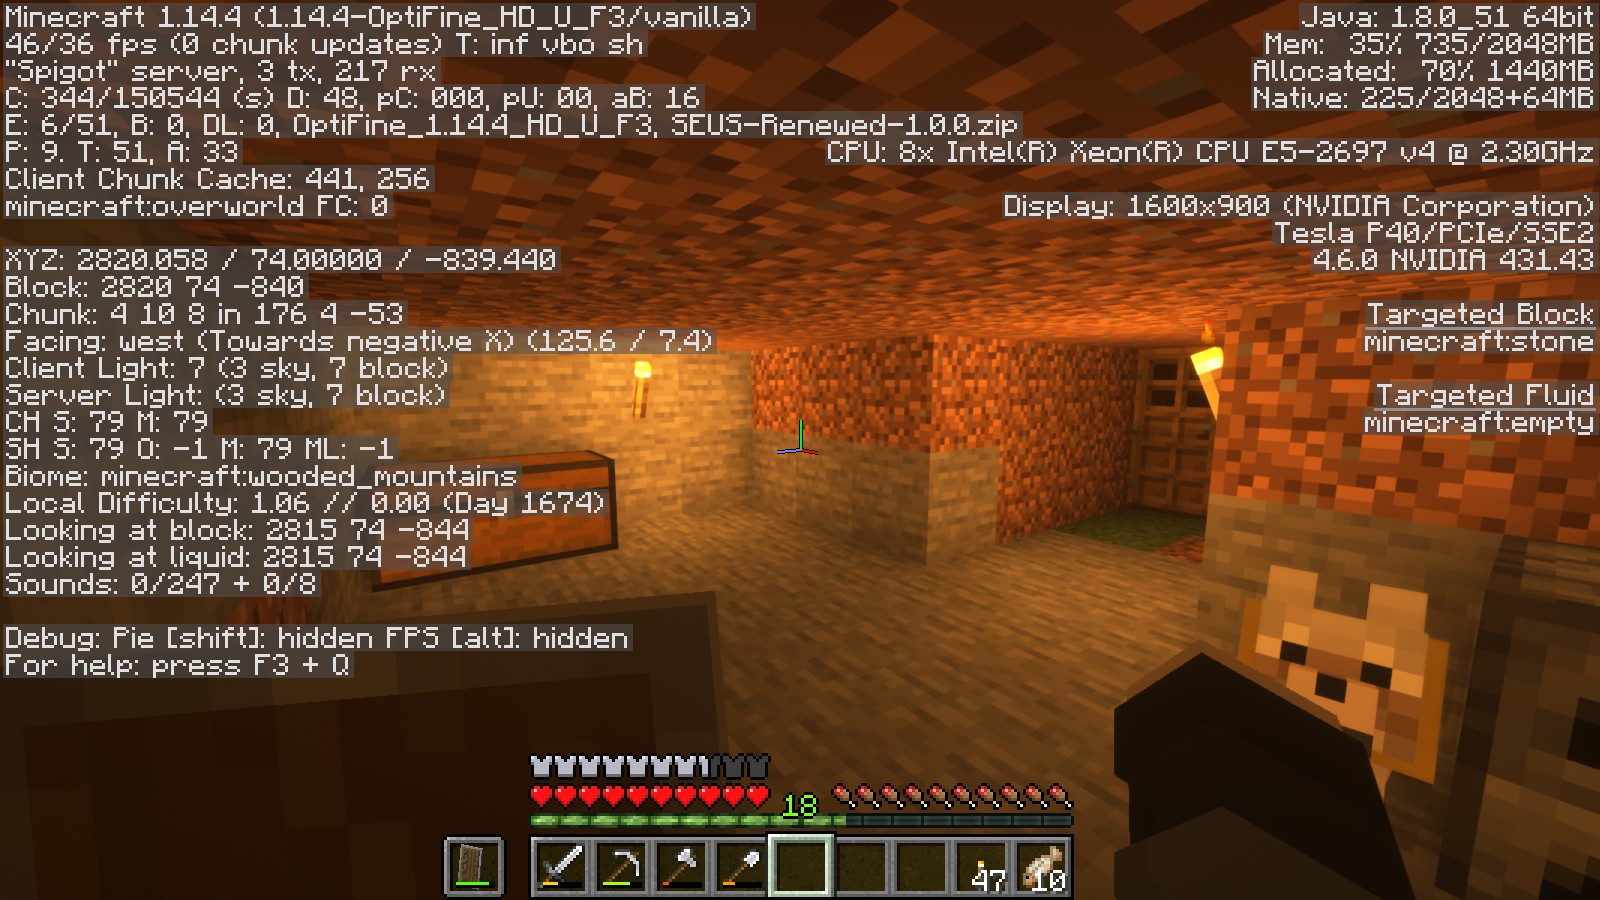 Minecraft 1.14.4 (1.14.4-OptiFine_HD_U_F3/vanilla)
46/36 fps (0 chunk updates) T: inf vbo sh
"Spigot" server, 3 tx, 217 rx
C: 344/150544 (s) D: 48, pC: 000, pU: 00, aB: 16
E: 6/51, B: 0, DL: 0, OptiFine_1.14.4_HD_U_F3, SEUS-Renewed-1.0.0.zip
P: 9. T: 51, A: 33
Client Chunk Cache: 441, 256
minecraft:overworld FC: 0
XYZ: 2820.058 / 74.00000 / -839.440
Block: 2820 74 -840
Chunk: 4 10 8 in 176 4 -53
Facing: west (Towards negative X) (125.6 / 7.4)
Client Light: 7 (3 sky, 7 block)
Server Light: (3 sky, 7 block)
CH S: 79 M: 79
SH S: 79 O: -1 M: 79 ML: -1
Biome: minecraft:wooded_mountains
Local Difficulty: 1.06 // 0.00 (Day 1674)
Looking at block: 2815 74 -844
Looking at liquid: 2815 74 -844
Sounds: 0/247 + 0/8
Debug: Pie [shift]: hidden FPS [alt]: hidden
For help: press F3 + Q
Java: 1.8.0_51 64bit
Mem: 35% 735/2048MB
Allocated: 70% 1440MB
Native: 225/2048+64MB
CPU: 8x Intel(R) Xeon(R) CPU E5-2697 v4 @ 2.30GHz
Display: 1600x900 (NVIDIA Corporation)
Tesla P40/PCIe/SSE2
4.6.0 NVIDIA 431.43
Targeted Block
minecraft:stone
Targeted Fluid
minecraft:empty
18
47
10